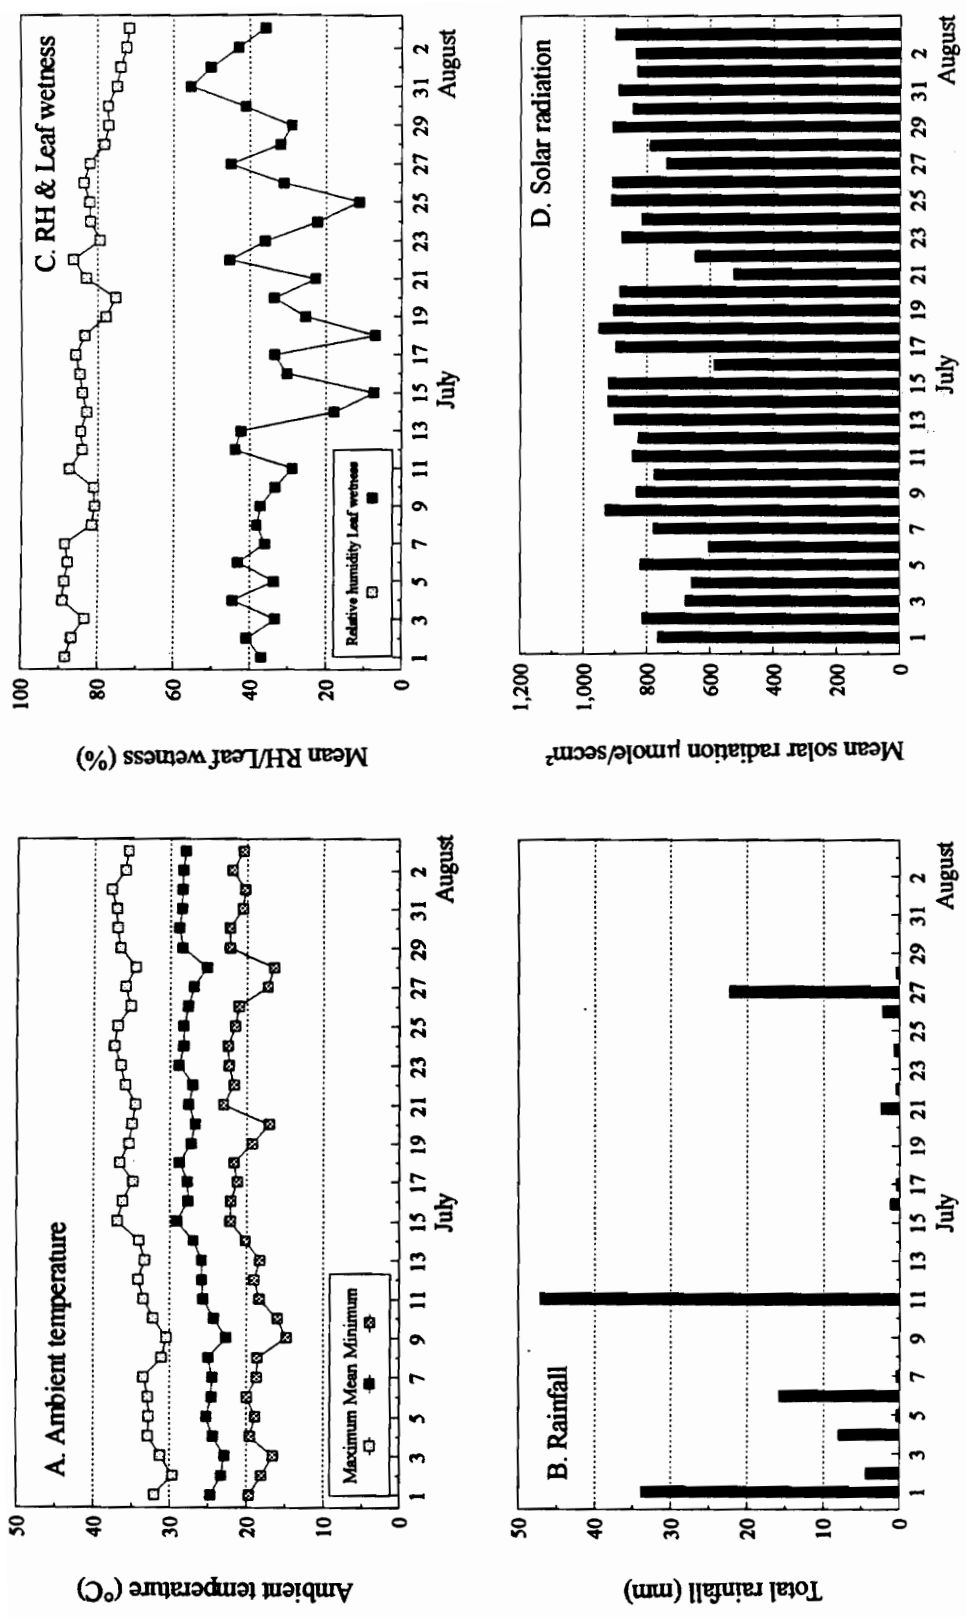 A. Ambient temperature
Ambient temperature (°C)
50
40
30
20
10
0
Maximum Mean Minimum
1 3 5 7 9 11 13 15 17 19 21 23 25 27 29 31 2
July August
C. RH & Leaf wetness
Mean RH/Leaf wetness (%)
100
80
60
40
20
0
Relative humidity Leaf wetness
1 3 5 7 9 11 13 15 17 19 21 23 25 27 29 31 2
July August
B. Rainfall
Total rainfall (mm)
50
40
30
20
10
0
1 3 5 7 9 11 13 15 17 19 21 23 25 27 29 31 2
July August
D. Solar radiation
Mean solar radiation μmole/secm²
1,200
1,000
800
600
400
200
0
1 3 5 7 9 11 13 15 17 19 21 23 25 27 29 31 2
July August